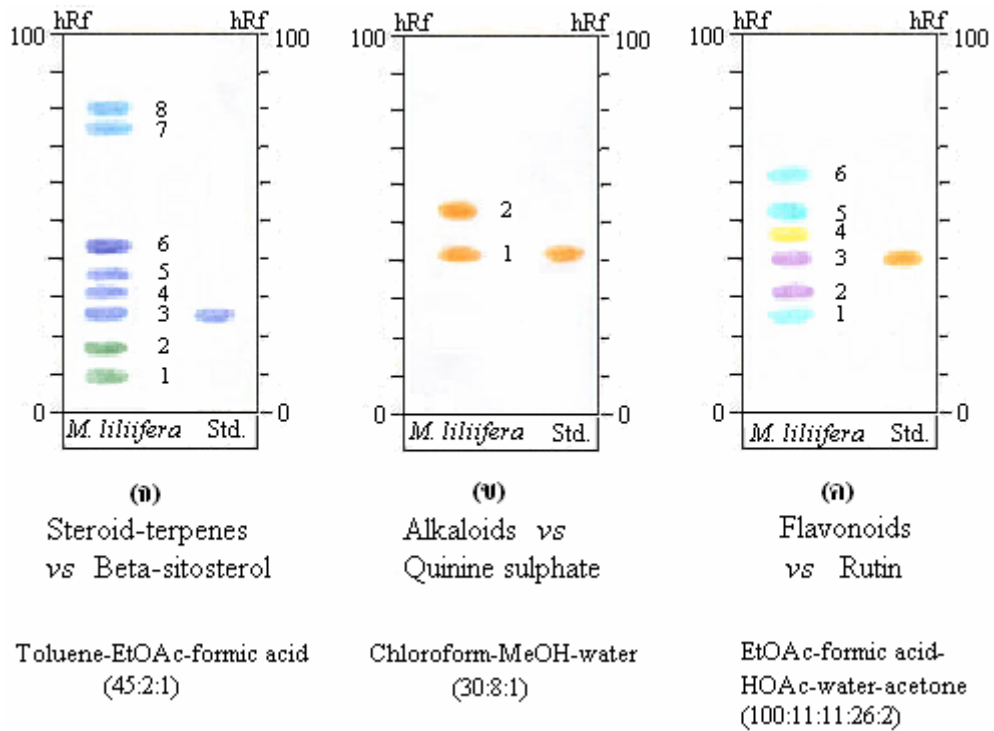 hRf hRf
100 100
8
7
6
5
4
3
2
1
0 0
M. liliifera Std.
(ก)
Steroid-terpenes
vs Beta-sitosterol
Toluene-EtOAc-formic acid
(45:2:1)
hRf hRf
100 100
2
1
0 0
M. liliifera Std.
(ข)
Alkaloids vs
Quinine sulphate
Chloroform-MeOH-water
(30:8:1)
hRf hRf
100 100
6
5
4
3
2
1
0 0
M. liliifera Std.
(ค)
Flavonoids
vs Rutin
EtOAc-formic acid-
HOAc-water-acetone
(100:11:11:26:2)